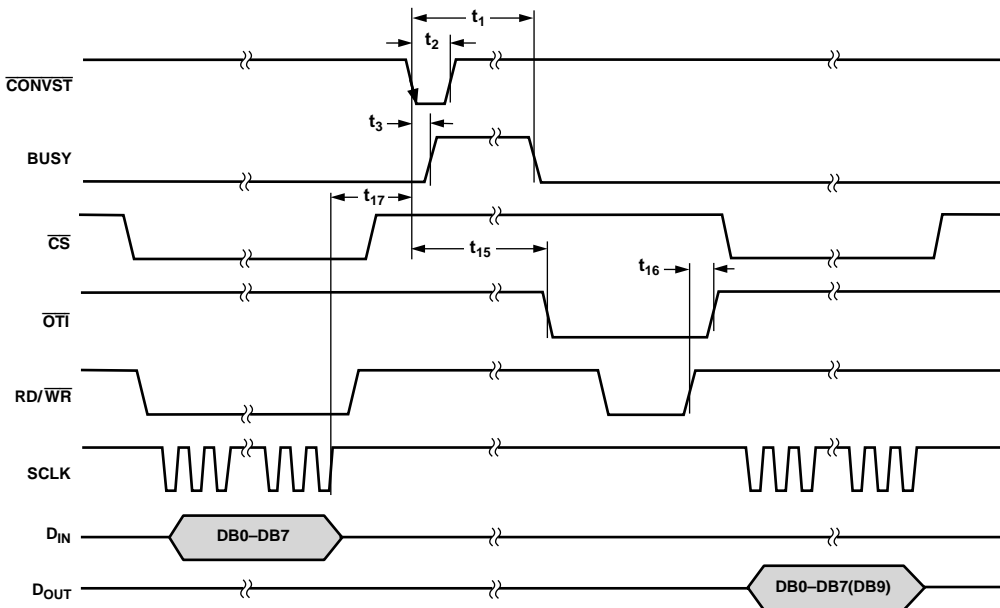 t1
t2
CONVST
t3
BUSY
t17
CS
t15
t16
OTI
RD/WR
SCLK
DIN
DB0–DB7
DOUT
DB0–DB7(DB9)